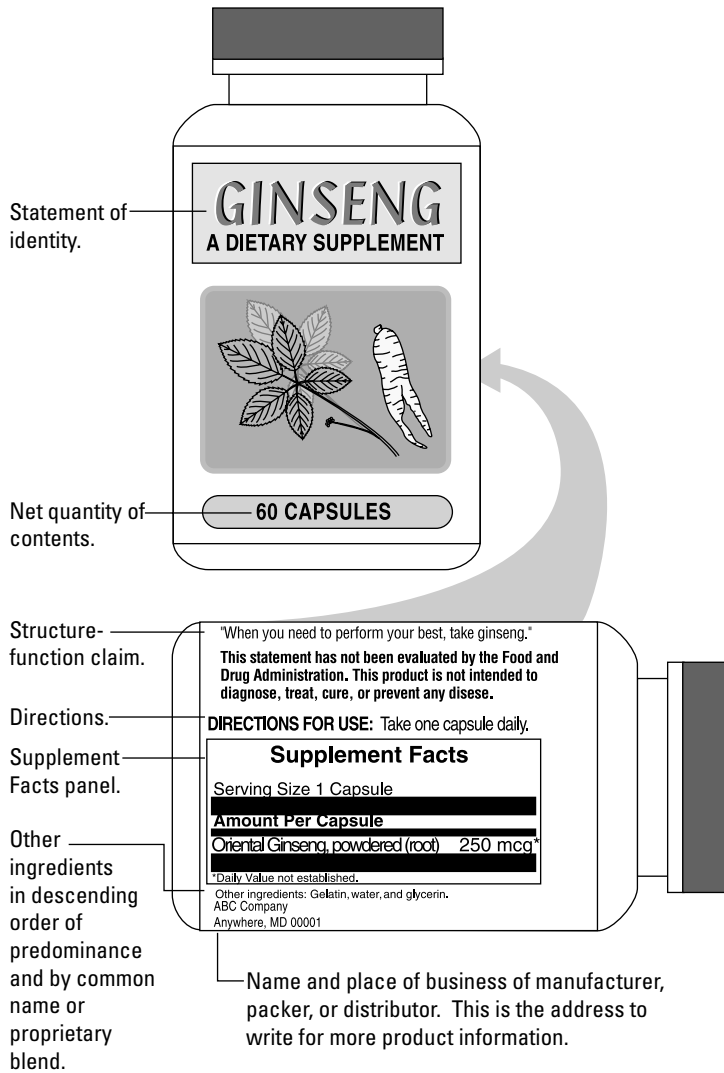 GINSENG
A DIETARY SUPPLEMENT
Statement of
identity.
60 CAPSULES
Net quantity of
contents.
Structure-
function claim.
"When you need to perform your best, take ginseng."
This statement has not been evaluated by the Food and
Drug Administration. This product is not intended to
diagnose, treat, cure, or prevent any disese.
Directions.
DIRECTIONS FOR USE: Take one capsule daily.
Supplement
Facts panel.
Supplement Facts
Serving Size 1 Capsule
Amount Per Capsule
Oriental Ginseng, powdered (root) 250 mcg*
*Daily Value not established.
Other
ingredients
in descending
order of
predominance
and by common
name or
proprietary
blend.
Other ingredients: Gelatin, water, and glycerin.
ABC Company
Anywhere, MD 00001
Name and place of business of manufacturer,
packer, or distributor. This is the address to
write for more product information.